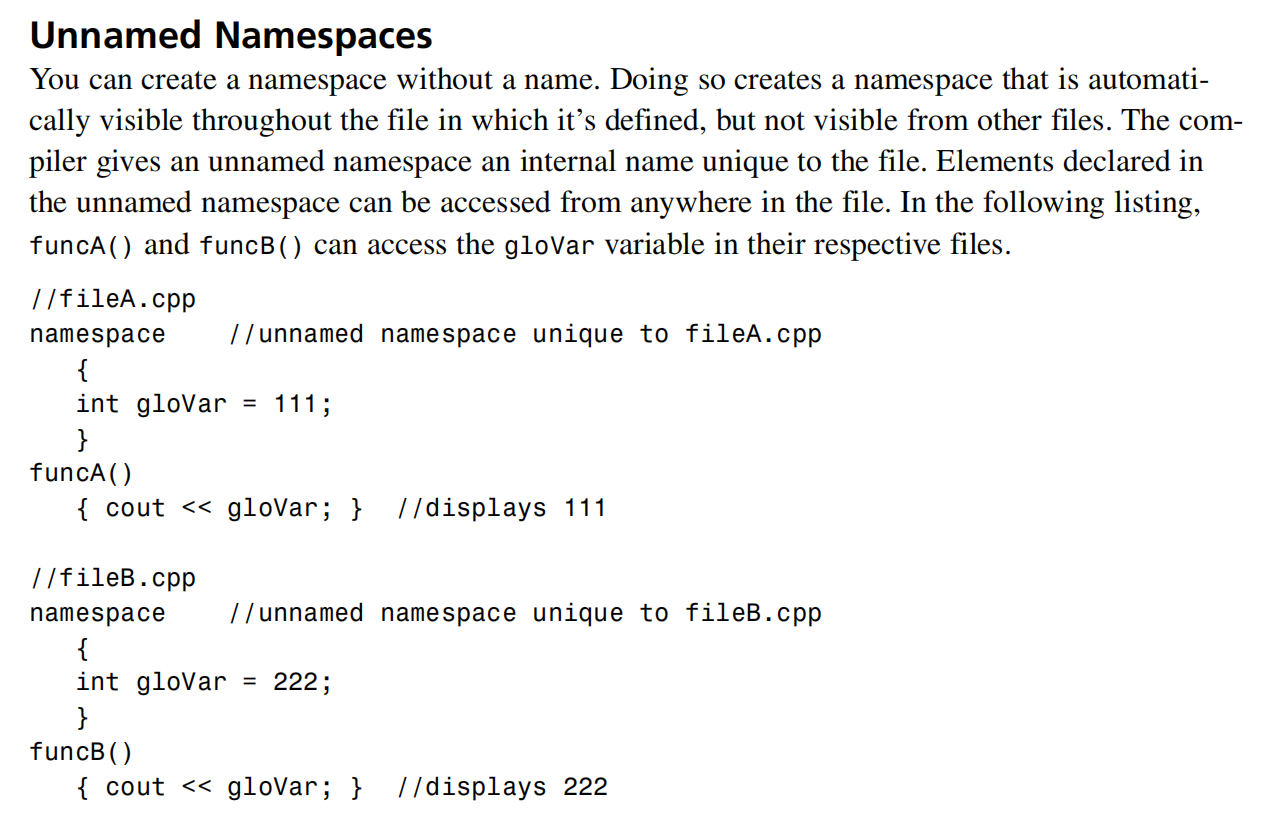 Unnamed Namespaces
You can create a namespace without a name. Doing so creates a namespace that is automati-
cally visible throughout the file in which it’s defined, but not visible from other files. The com-
piler gives an unnamed namespace an internal name unique to the file. Elements declared in
the unnamed namespace can be accessed from anywhere in the file. In the following listing,
funcA() and funcB() can access the gloVar variable in their respective files.
//fileA.cpp
namespace    //unnamed namespace unique to fileA.cpp
   {
   int gloVar = 111;
   }
funcA()
   { cout << gloVar; }  //displays 111
//fileB.cpp
namespace    //unnamed namespace unique to fileB.cpp
   {
   int gloVar = 222;
   }
funcB()
   { cout << gloVar; }  //displays 222